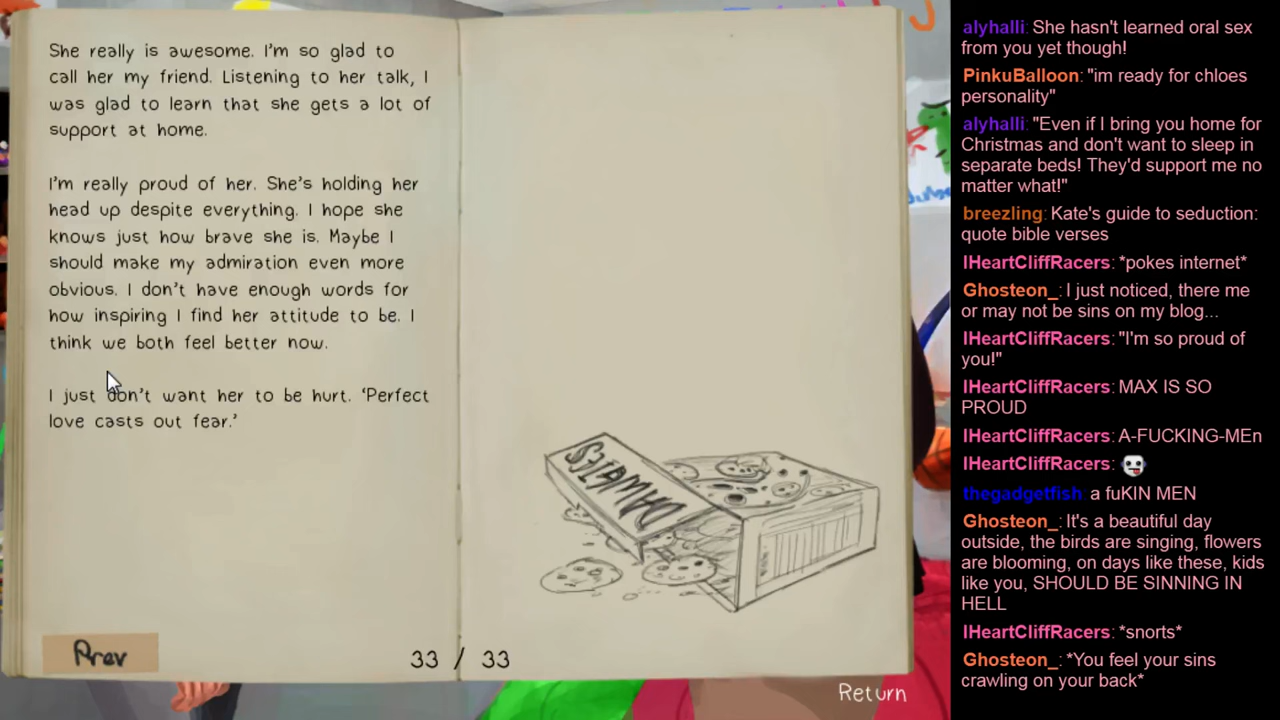 She really is awesome. I'm so glad to
call her my friend. Listening to her talk, I
was glad to learn that she gets a lot of
support at home.
I'm really proud of her. She's holding her
head up despite everything. I hope she
knows just how brave she is. Maybe I
should make my admiration even more
obvious. I don't have enough words for
how inspiring I find her attitude to be. I
think we both feel better now.
I just don't want her to be hurt. 'Perfect
love casts out fear.'
Prev
33 / 33
Return
alyhalli: She hasn't learned oral sex
from you yet though!
PinkuBalloon: "im ready for chloes
personality"
alyhalli: "Even if I bring you home for
Christmas and don't want to sleep in
separate beds! They'd support me no
matter what!"
breezling: Kate's guide to seduction:
quote bible verses
IHeartCliffRacers: *pokes internet*
Ghosteon_: I just noticed, there me
or may not be sins on my blog...
IHeartCliffRacers: "I'm so proud of
you!"
IHeartCliffRacers: MAX IS SO
PROUD
IHeartCliffRacers: A-FUCKING-MEn
IHeartCliffRacers:
thegadgetfish: a fuKIN MEN
Ghosteon_: It's a beautiful day
outside, the birds are singing, flowers
are blooming, on days like these, kids
like you, SHOULD BE SINNING IN
HELL
IHeartCliffRacers: *snorts*
Ghosteon_: *You feel your sins
crawling on your back*